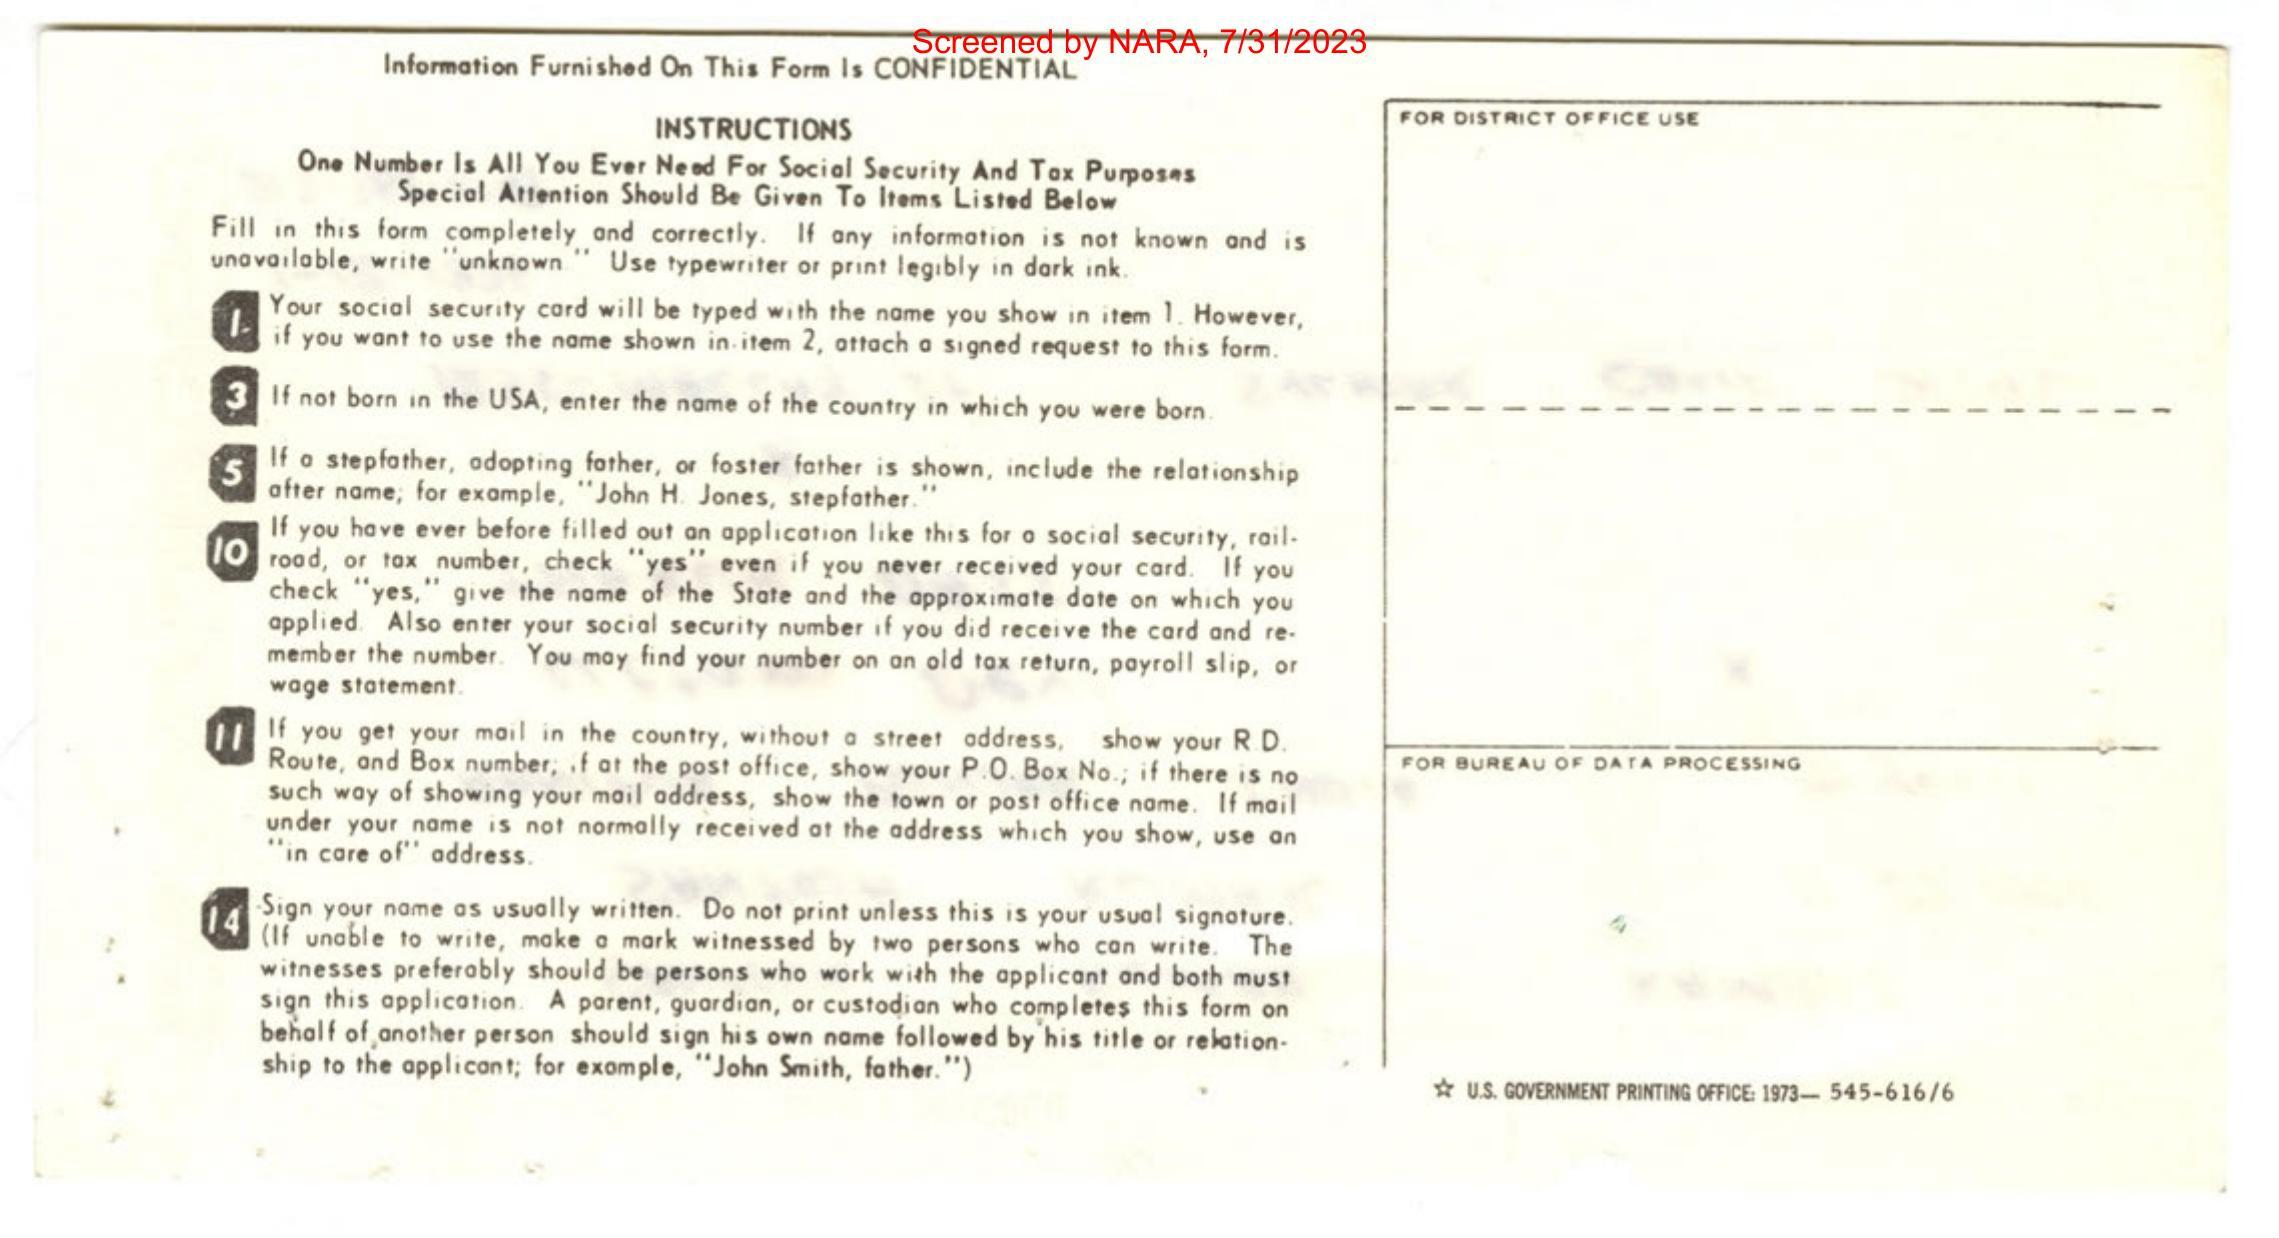 Screened by NARA, 7/31/2023
Information Furnished On This Form Is CONFIDENTIAL
INSTRUCTIONS
One Number Is All You Ever Need For Social Security And Tax Purposes
Special Attention Should Be Given To Items Listed Below
Fill in this form completely and correctly. If any information is not known and is
unavailable, write "unknown." Use typewriter or print legibly in dark ink.
1 Your social security card will be typed with the name you show in item 1. However,
if you want to use the name shown in item 2, attach a signed request to this form.
3 If not born in the USA, enter the name of the country in which you were born.
5 If a stepfather, adopting father, or foster father is shown, include the relationship
after name; for example, "John H. Jones, stepfather."
10 If you have ever before filled out an application like this for a social security, rail-
road, or tax number, check "yes" even if you never received your card. If you
check "yes," give the name of the State and the approximate date on which you
applied. Also enter your social security number if you did receive the card and re-
member the number. You may find your number on an old tax return, payroll slip, or
wage statement.
11 If you get your mail in the country, without a street address, show your R.D.
Route, and Box number; if at the post office, show your P.O. Box No.; if there is no
such way of showing your mail address, show the town or post office name. If mail
under your name is not normally received at the address which you show, use an
"in care of" address.
14 Sign your name as usually written. Do not print unless this is your usual signature.
(If unable to write, make a mark witnessed by two persons who can write. The
witnesses preferably should be persons who work with the applicant and both must
sign this application. A parent, guardian, or custodian who completes this form on
behalf of another person should sign his own name followed by his title or relation-
ship to the applicant; for example, "John Smith, father.")
FOR DISTRICT OFFICE USE
FOR BUREAU OF DATA PROCESSING
☆ U.S. GOVERNMENT PRINTING OFFICE: 1973— 545-616/6